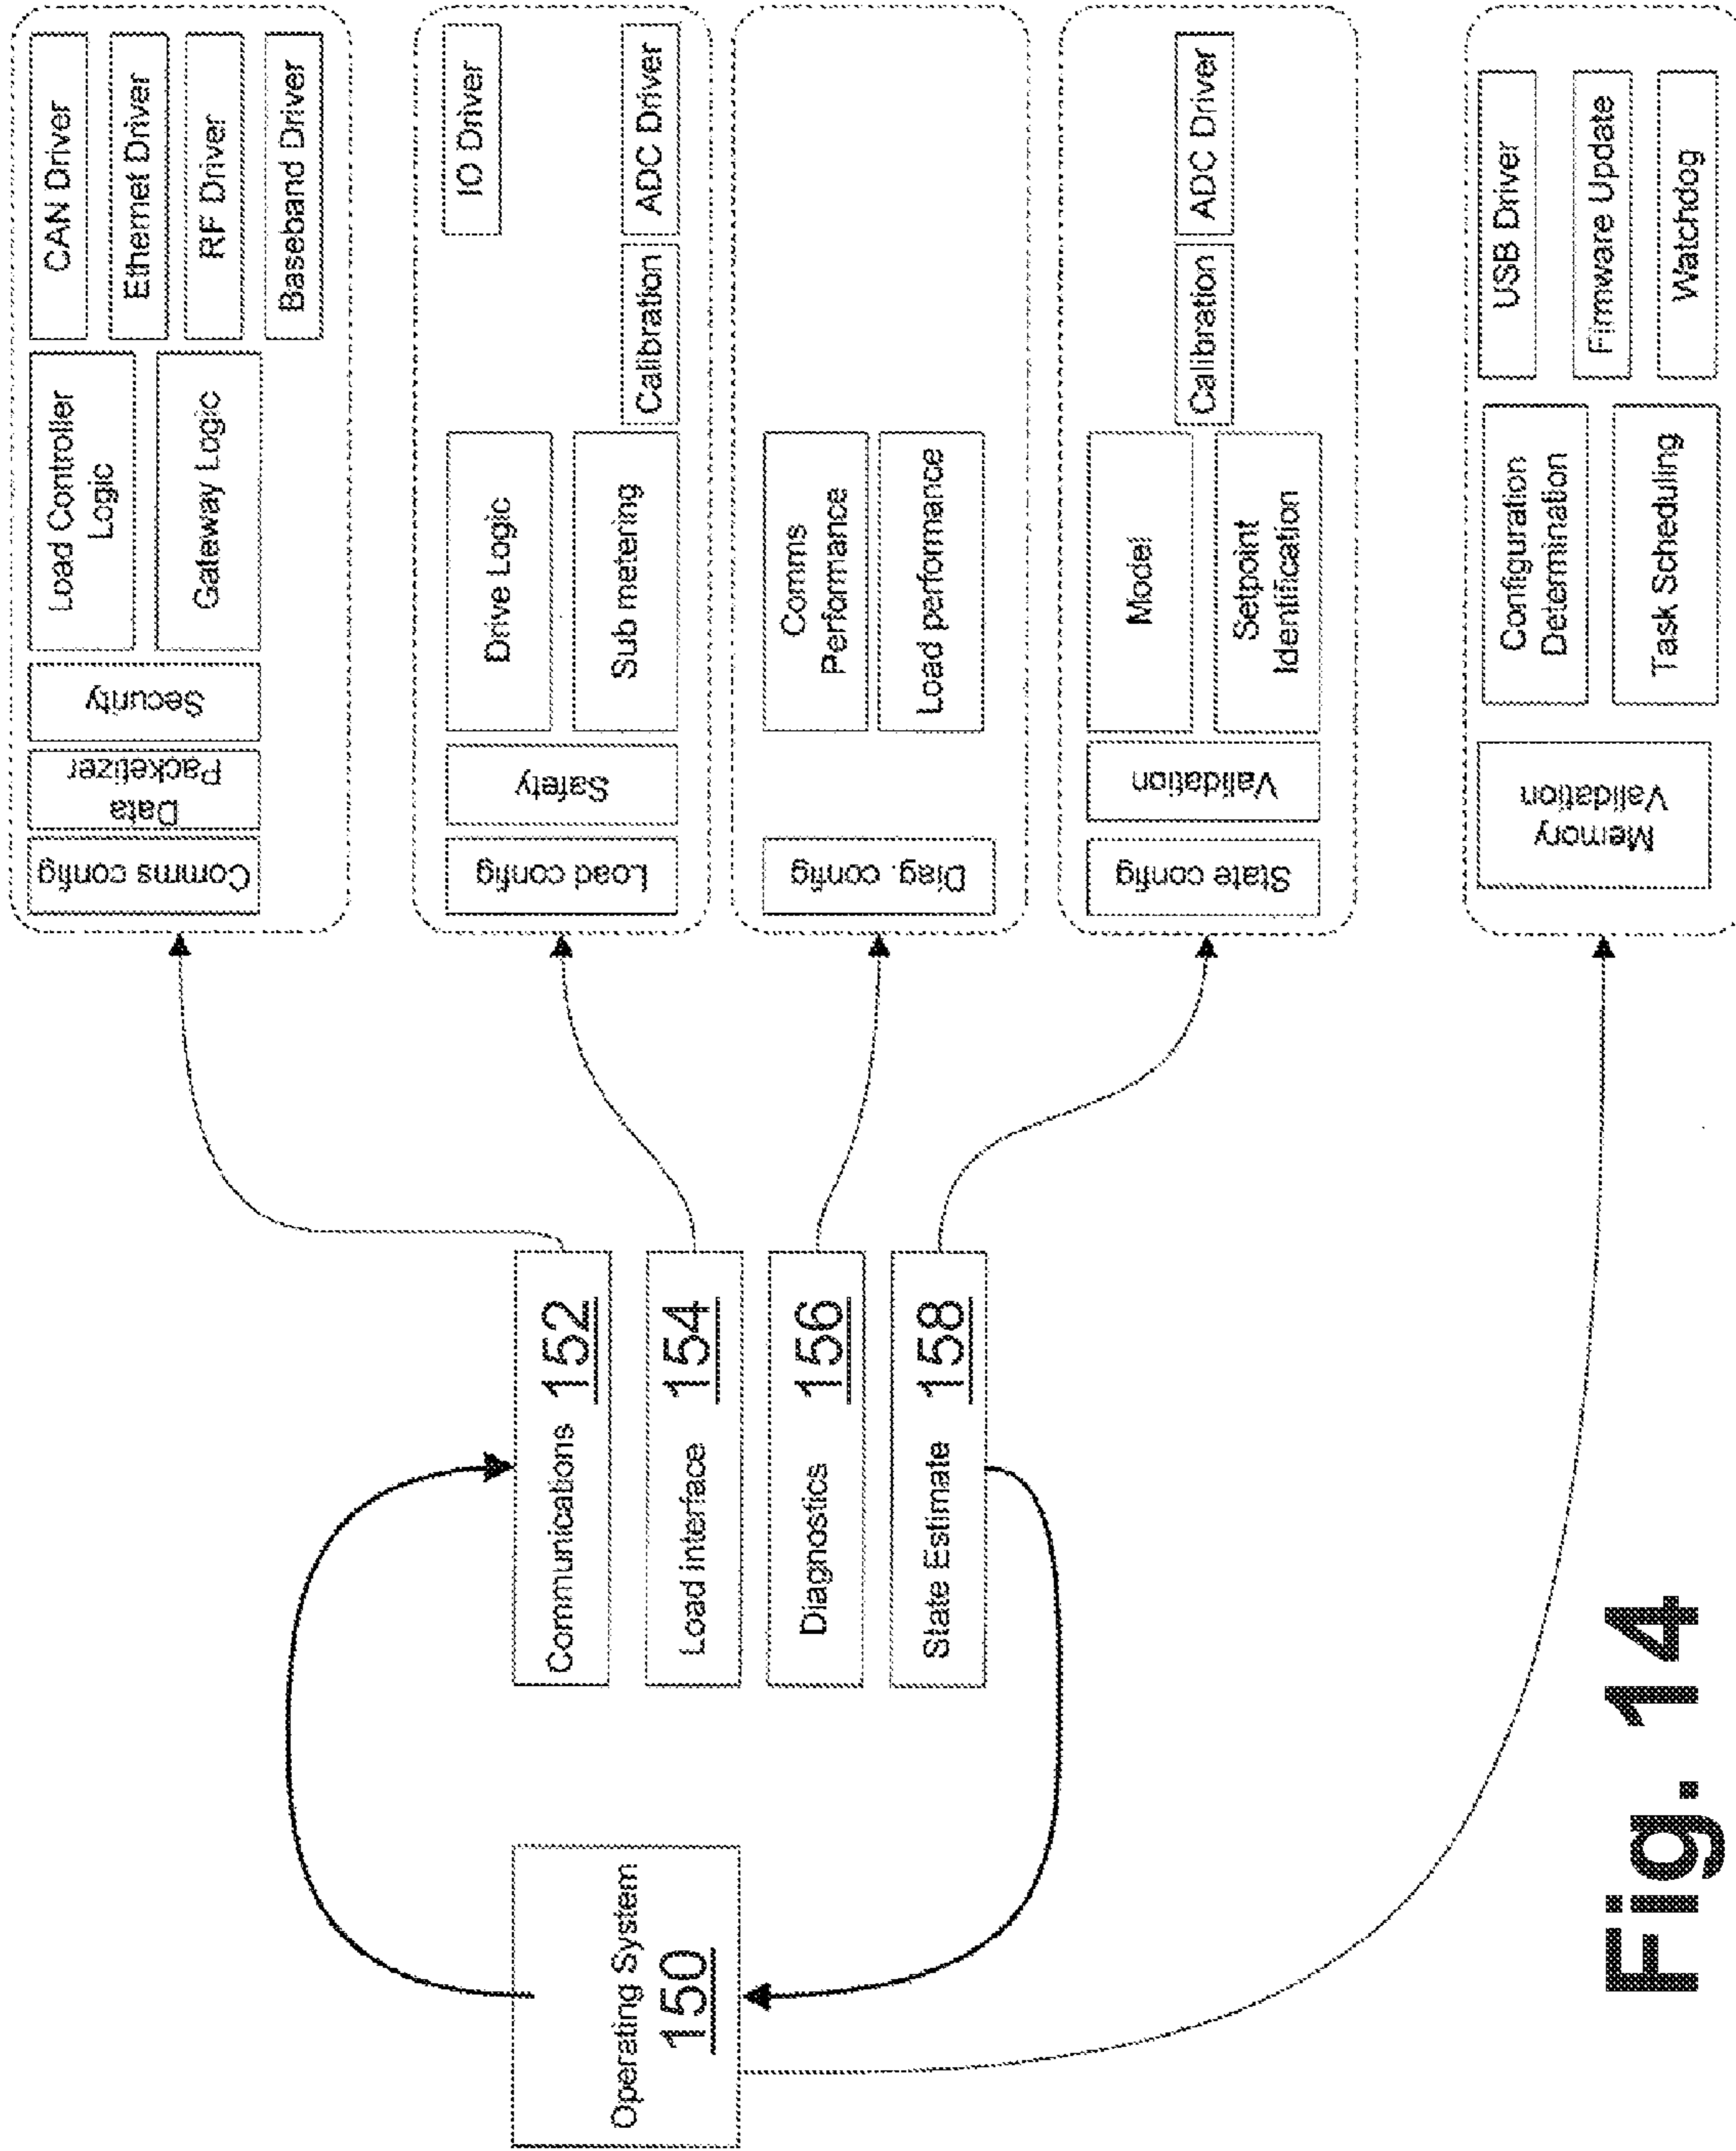 Operating System
150
Communications 152
Load interface 154
Diagnostics 156
State Estimate 158
Comms config
Data
Packetizer
Security
Load Controller
Logic
Gateway Logic
CAN Driver
Ethernet Driver
RF Driver
Baseband Driver
Load config
Safety
Drive Logic
Sub metering
Calibration
IO Driver
ADC Driver
Diag. config
Comms
Performance
Load performance
State config
Validation
Model
Setpoint
Identification
Calibration
ADC Driver
Memory
Validation
Configuration
Determination
Task Scheduling
USB Driver
Firmware Update
Watchdog
Fig. 14